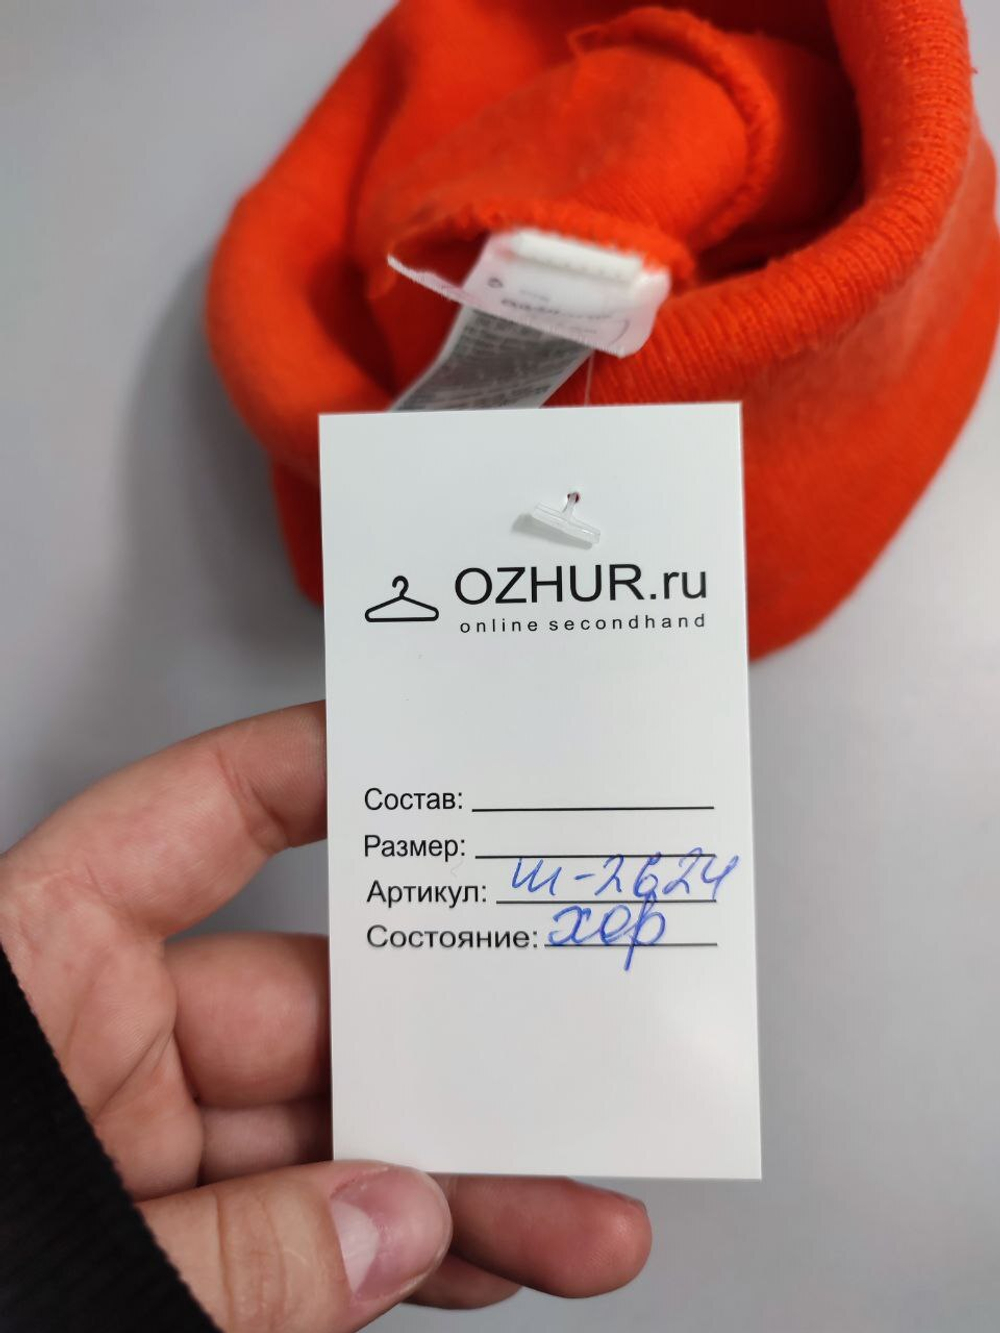 OZHUR.ru
online secondhand
Состав:
Размер:
Артикул: Ш-2624
Состояние: хор